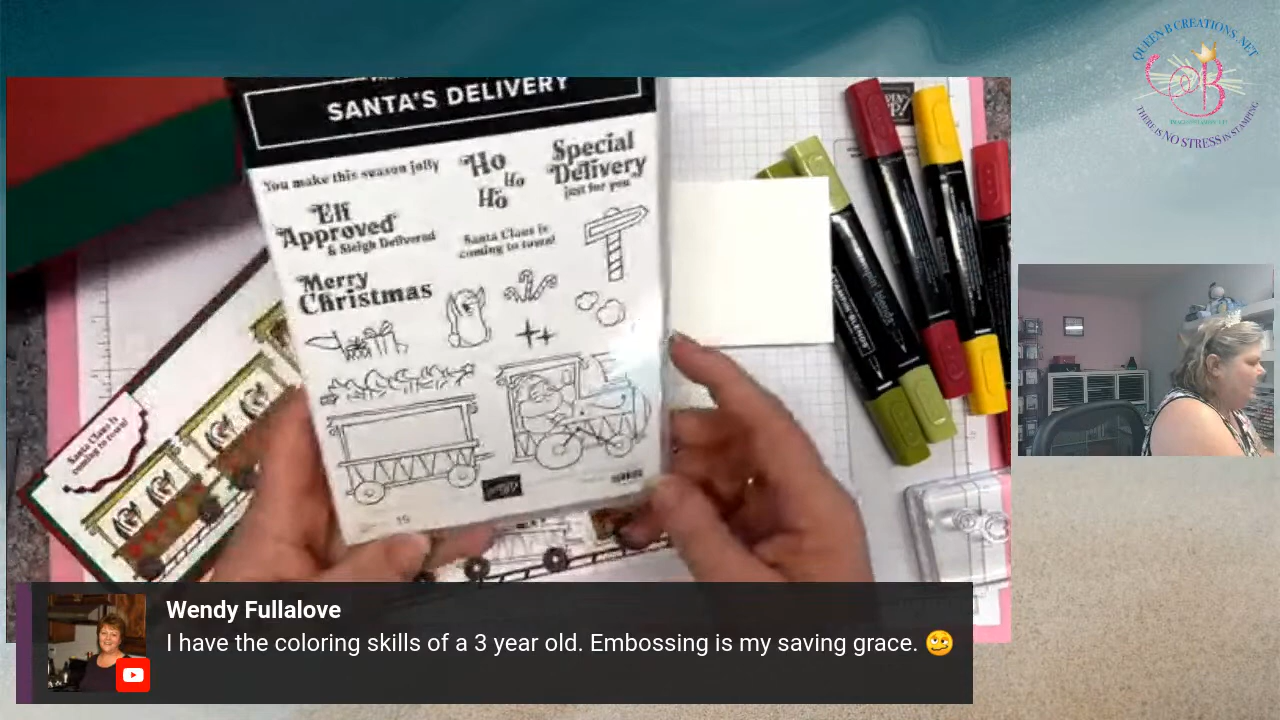 QUEEN B CREATIONS .NET
B
THERE IS NO STRESS IN STAMPING
SANTA'S DELIVERY
You make this season jolly
Ho
Ho
Ho
Special
Delivery
just for you
Elf
Approved
& Sleigh Delivered
Santa Claus is
coming to town!
Merry
Christmas
15
Santa Claus is
coming to town!
STAMPIN' BLENDS
Wendy Fullalove
I have the coloring skills of a 3 year old. Embossing is my saving grace. 🥴